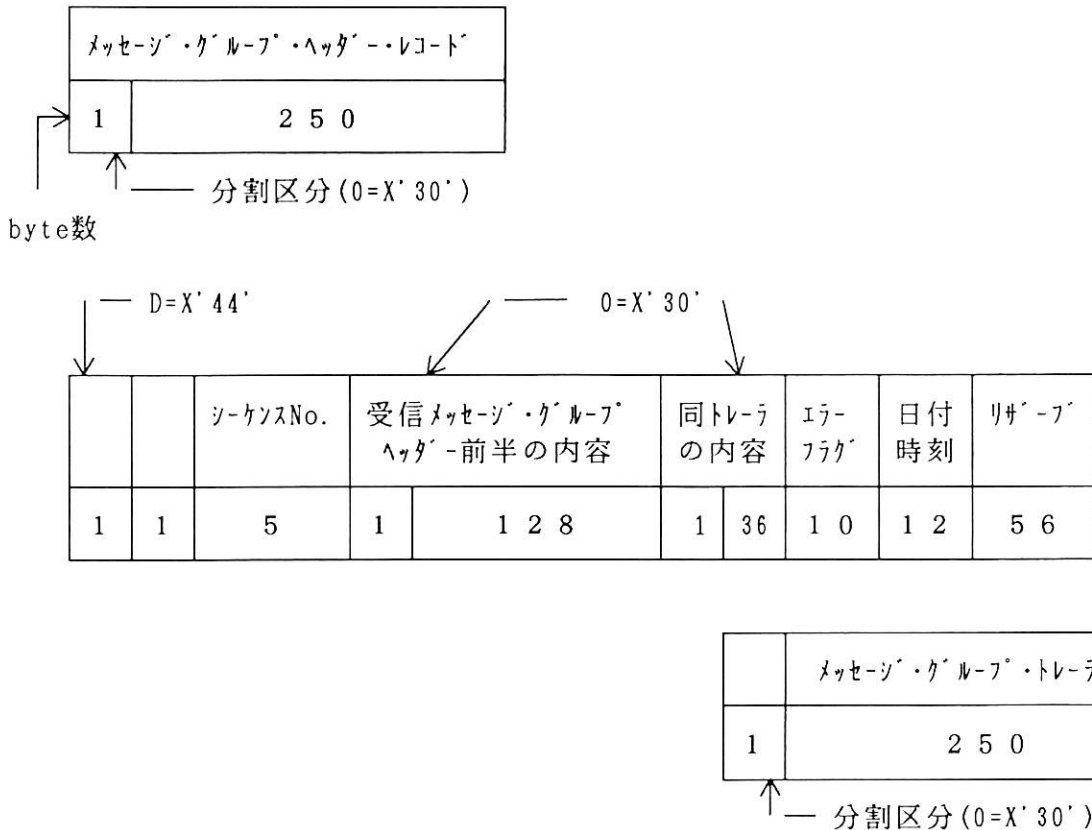 メッセージ・グループ・ヘッダー・レコード
1 250
分割区分(0=X'30')
byte数
D=X'44' 0=X'30'
シーケンスNo. 受信メッセージ・グループ 同トレーラ エラー 日付 リザーブ
ヘッダー前半の内容 の内容 フラグ 時刻
1 1 5 1 128 1 36 10 12 56
メッセージ・グループ・トレーラ
1 250
分割区分(0=X'30')